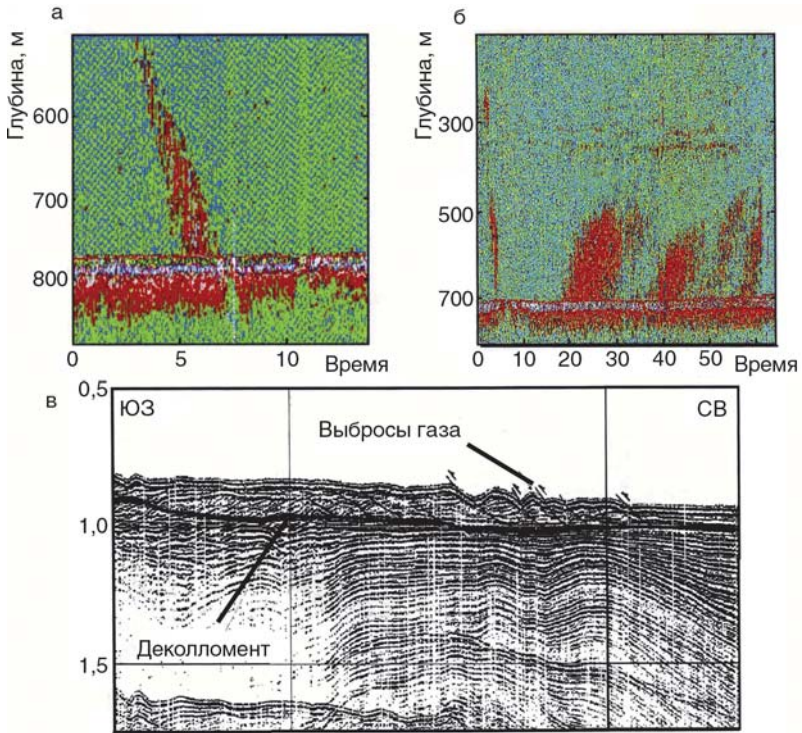 а
Глубина, м
600
700
800
0 5 10 Время
б
Глубина, м
300
500
700
0 10 20 30 40 50 Время
в
0,5
ЮЗ СВ
Выбросы газа
1,0
Деколломент
1,5